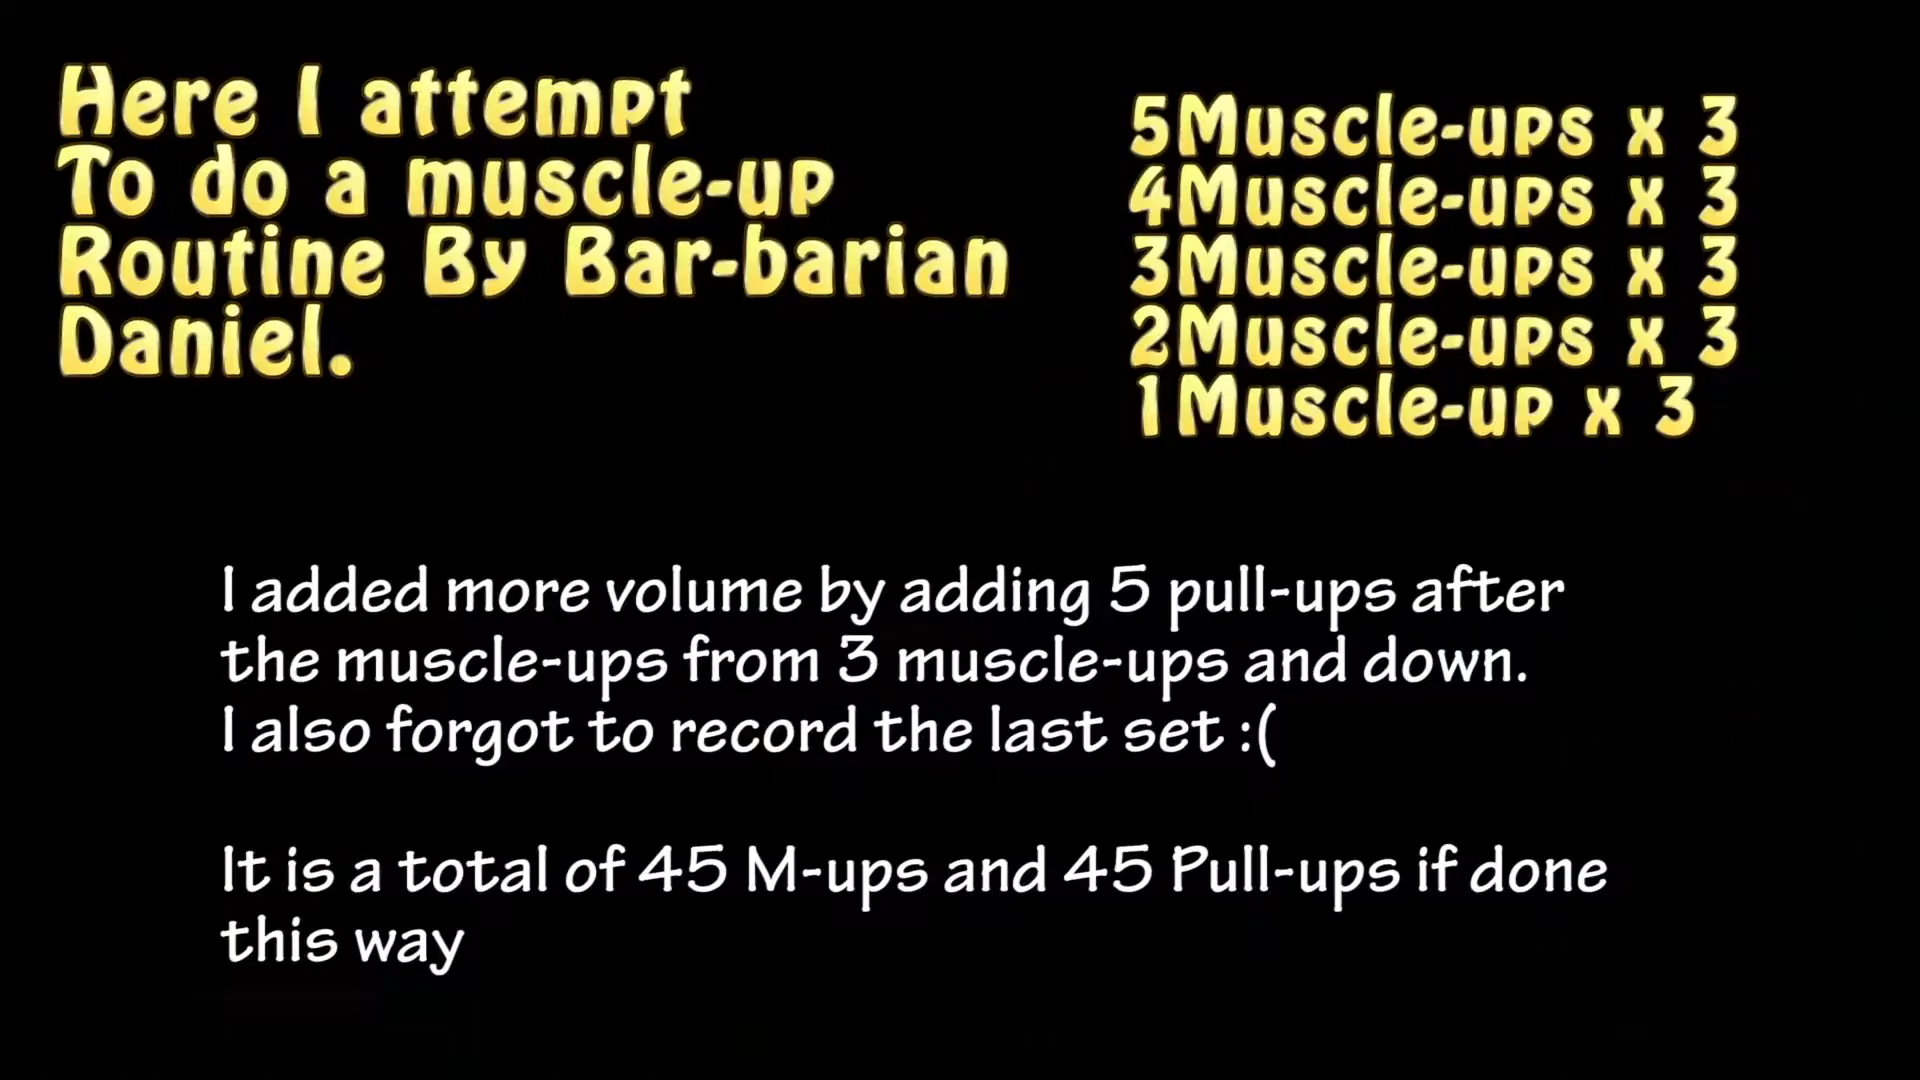 Here I attempt
To do a muscle-up
Routine By Bar-barian
Daniel.
5Muscle-ups x 3
4Muscle-ups x 3
3Muscle-ups x 3
2Muscle-ups x 3
1Muscle-up x 3
I added more volume by adding 5 pull-ups after
the muscle-ups from 3 muscle-ups and down.
I also forgot to record the last set :(
It is a total of 45 M-ups and 45 Pull-ups if done
this way